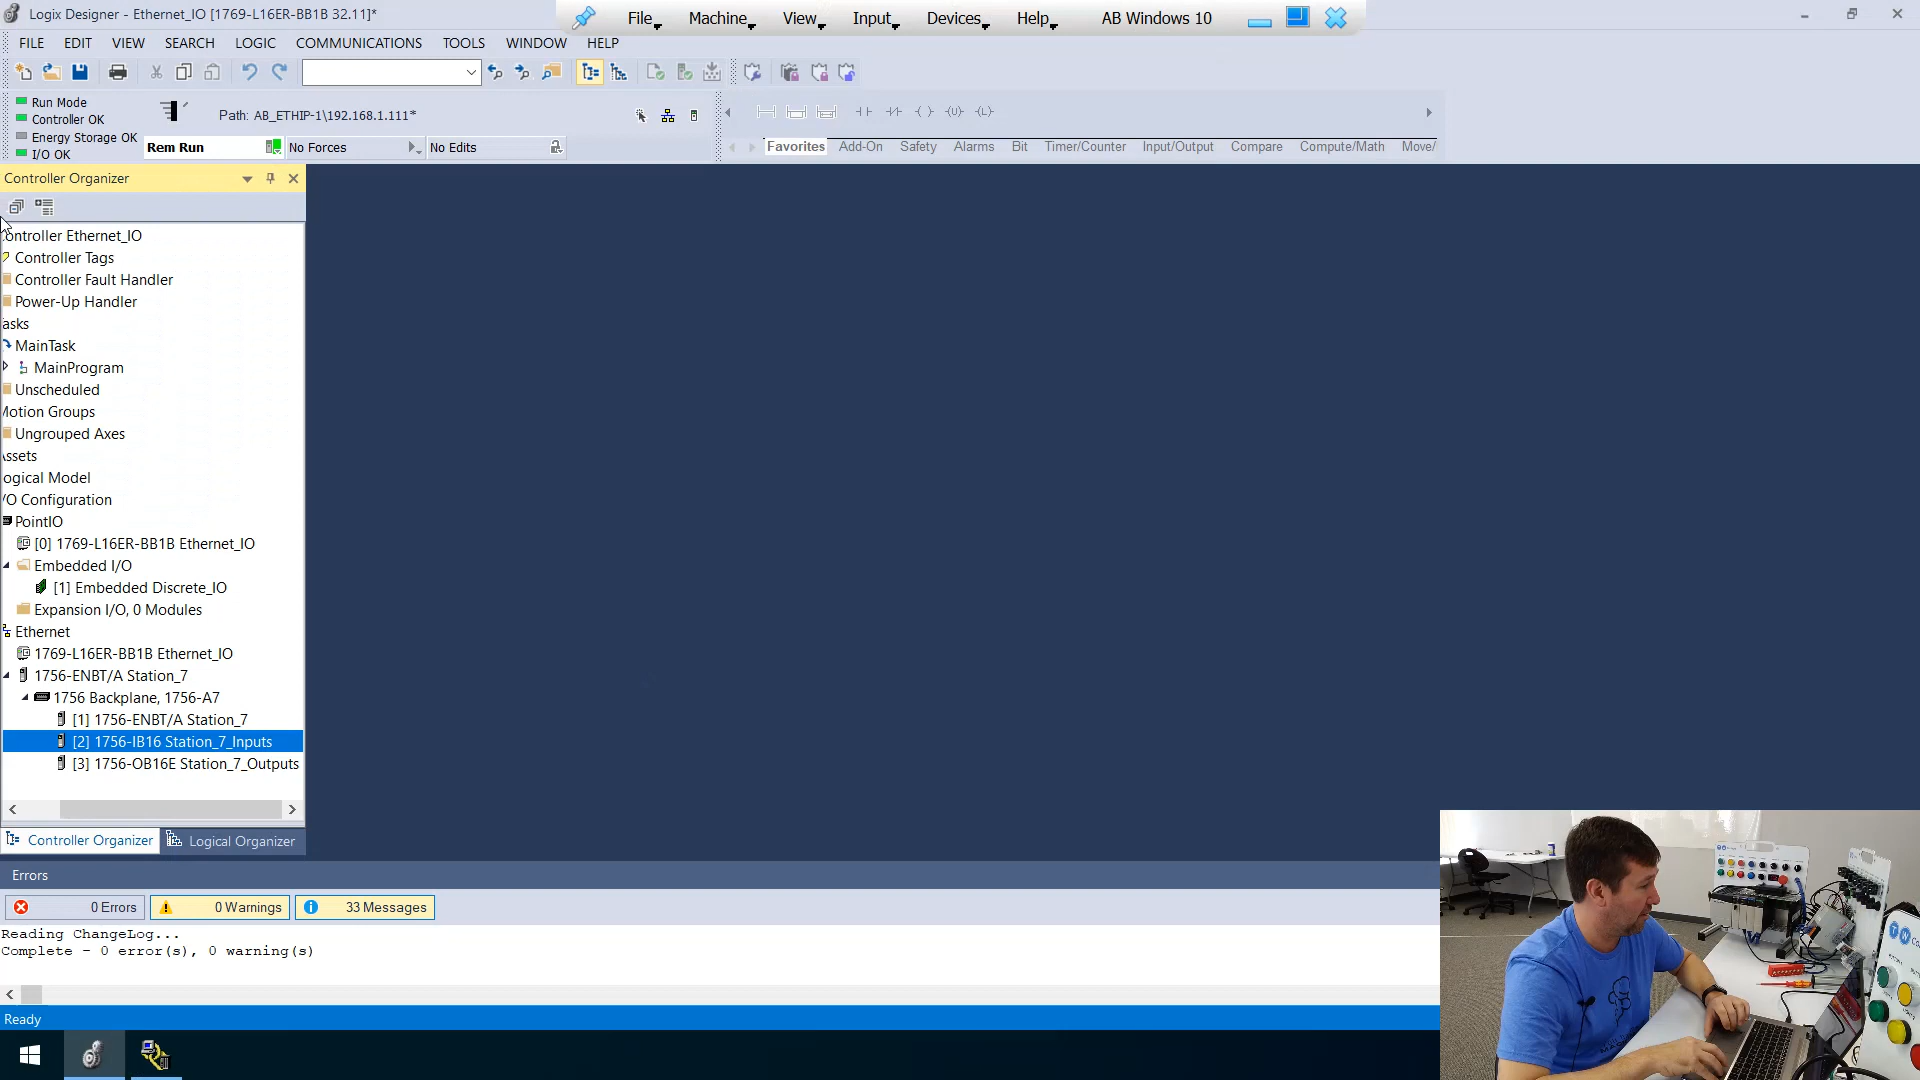 Logix Designer - Ethernet_IO [1769-L16ER-BB1B 32.11]*
File Machine View Input Devices Help AB Windows 10
FILE EDIT VIEW SEARCH LOGIC COMMUNICATIONS TOOLS WINDOW HELP
Run Mode
Controller OK
Energy Storage OK
I/O OK
Path: AB_ETHIP-1\192.168.1.111*
Rem Run No Forces No Edits
Favorites Add-On Safety Alarms Bit Timer/Counter Input/Output Compare Compute/Math Move/
Controller Organizer
ontroller Ethernet_IO
Controller Tags
Controller Fault Handler
Power-Up Handler
asks
MainTask
MainProgram
Unscheduled
Motion Groups
Ungrouped Axes
Assets
ogical Model
/O Configuration
PointIO
[0] 1769-L16ER-BB1B Ethernet_IO
Embedded I/O
[1] Embedded Discrete_IO
Expansion I/O, 0 Modules
Ethernet
1769-L16ER-BB1B Ethernet_IO
1756-ENBT/A Station_7
1756 Backplane, 1756-A7
[1] 1756-ENBT/A Station_7
[2] 1756-IB16 Station_7_Inputs
[3] 1756-OB16E Station_7_Outputs
Controller Organizer Logical Organizer
Errors
0 Errors 0 Warnings 33 Messages
Reading ChangeLog...
Complete - 0 error(s), 0 warning(s)
Ready